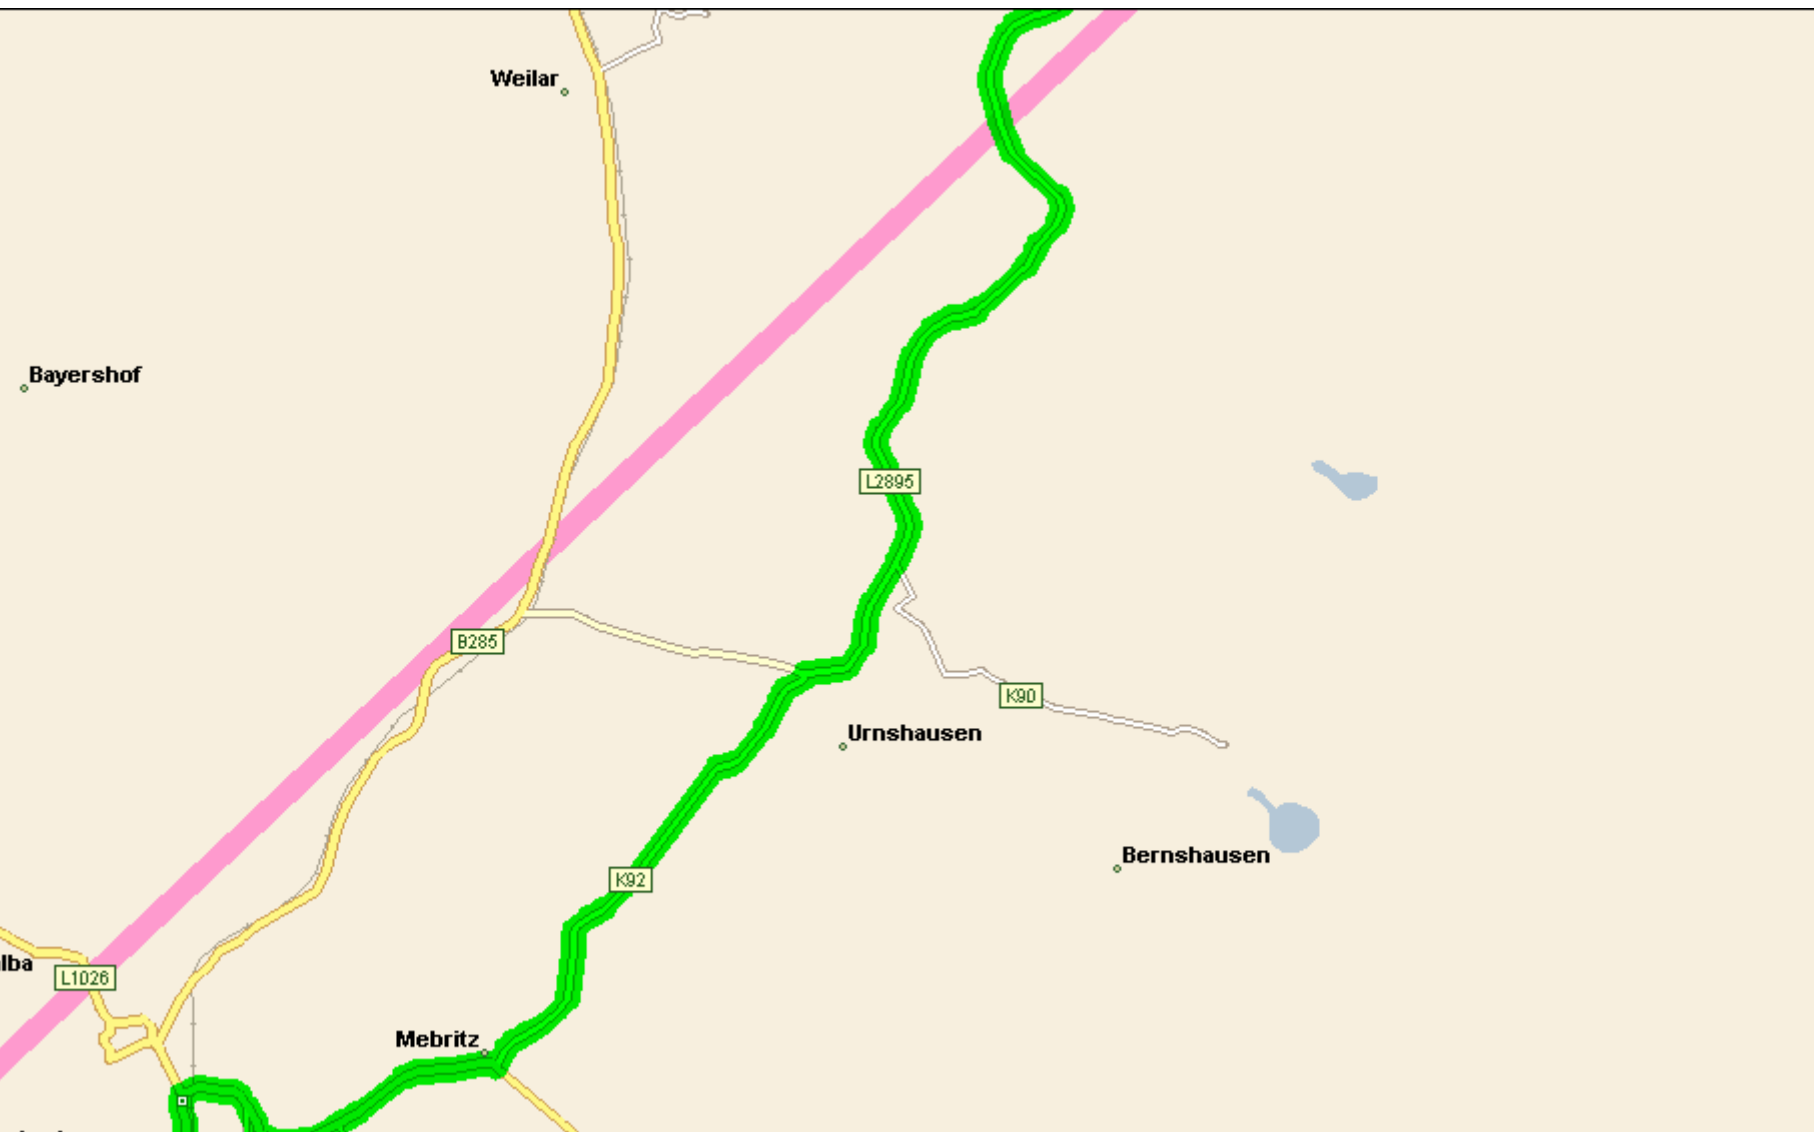 Weilar
Bayershof
L2895
B285
K90
Urnshausen
Bernshausen
K92
lba
L1026
Mebritz